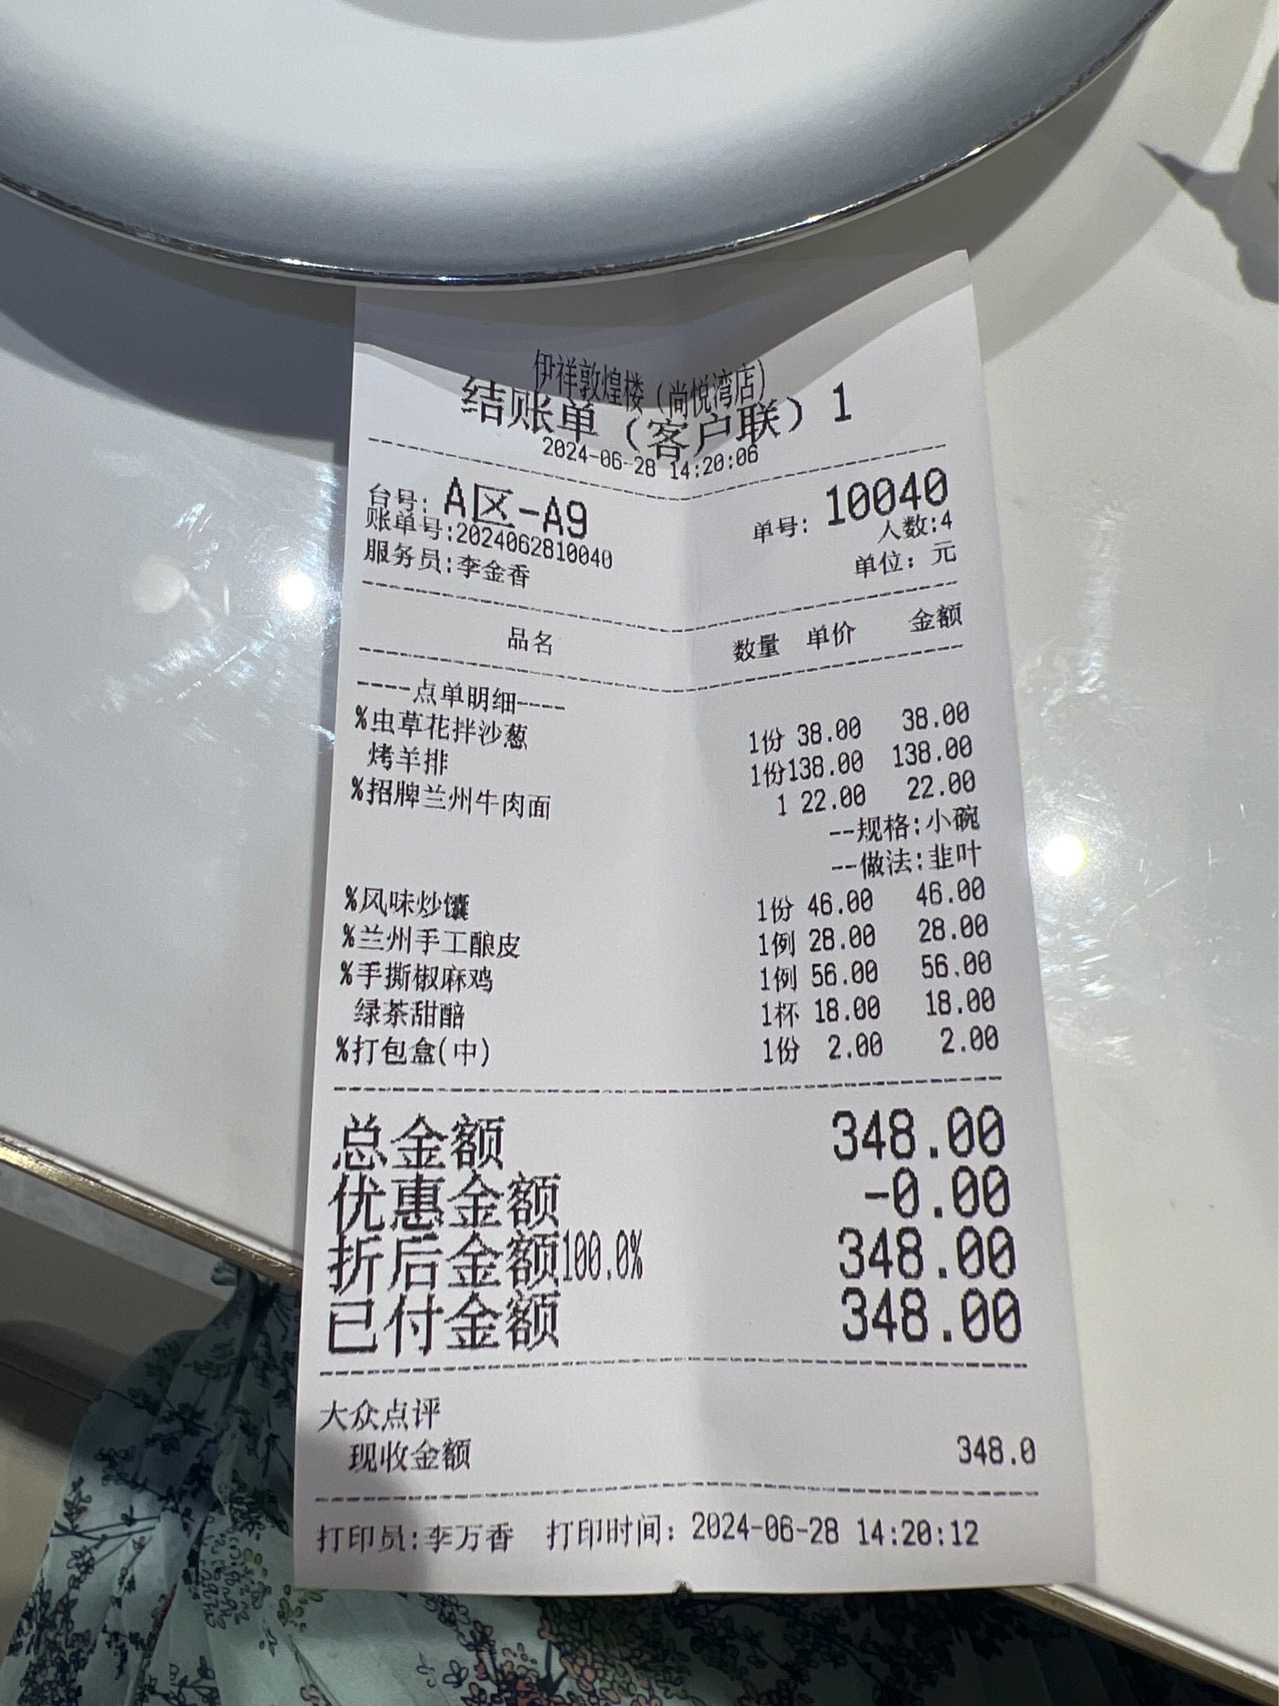 伊祥敦煌楼（尚悦湾店）
结账单（客户联）1
2024-06-28 14:20:06
台号: A区-A9 单号: 10040
账单号:2024062810040 人数:4
服务员:李金香 单位: 元
品名 数量 单价 金额
----点单明细----
%虫草花拌沙葱 1份 38.00 38.00
烤羊排 1份138.00 138.00
%招牌兰州牛肉面 1 22.00 22.00
--规格:小碗
--做法:韭叶
%风味炒馕 1份 46.00 46.00
%兰州手工酿皮 1例 28.00 28.00
%手撕椒麻鸡 1例 56.00 56.00
绿茶甜醅 1杯 18.00 18.00
%打包盒(中) 1份 2.00 2.00
总金额 348.00
优惠金额 -0.00
折后金额100.0% 348.00
已付金额 348.00
大众点评
现收金额 348.0
打印员:李万香 打印时间: 2024-06-28 14:20:12